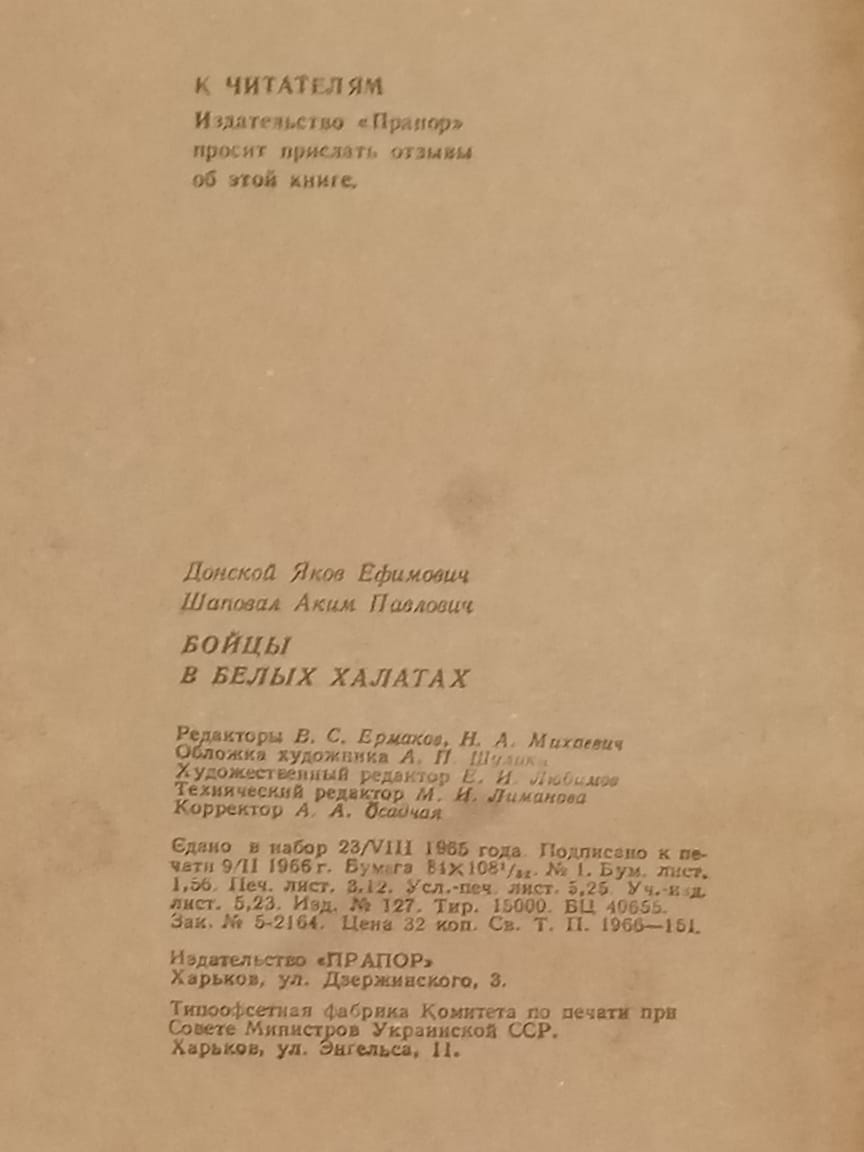 К ЧИТАТЕЛЯМ
Издательство «Прапор»
просит прислать отзывы
об этой книге.
Донской Яков Ефимович
Шаповал Аким Павлович
БОЙЦЫ
В БЕЛЫХ ХАЛАТАХ
Редакторы В. С. Ермаков, Н. А. Михневич
Обложка художника А. П. Шулика
Художественный редактор Е. И. Любимов
Технический редактор М. И. Лиманова
Корректор А. А. Осадчая
Сдано в набор 23/VIII 1965 года. Подписано к пе-
чати 9/II 1966 г. Бумага 84×108¹/₃₂. № 1. Бум. лист.
1,56. Печ. лист. 3,12. Усл.-печ. лист. 5,25. Уч.-изд.
лист. 5,23. Изд. № 127. Тир. 15000. БЦ 40655.
Зак. № 5-2164. Цена 32 коп. Св. Т. П. 1966—151.
Издательство «ПРАПОР»
Харьков, ул. Дзержинского, 3.
Типоофсетная фабрика Комитета по печати при
Совете Министров Украинской ССР.
Харьков, ул. Энгельса, 11.